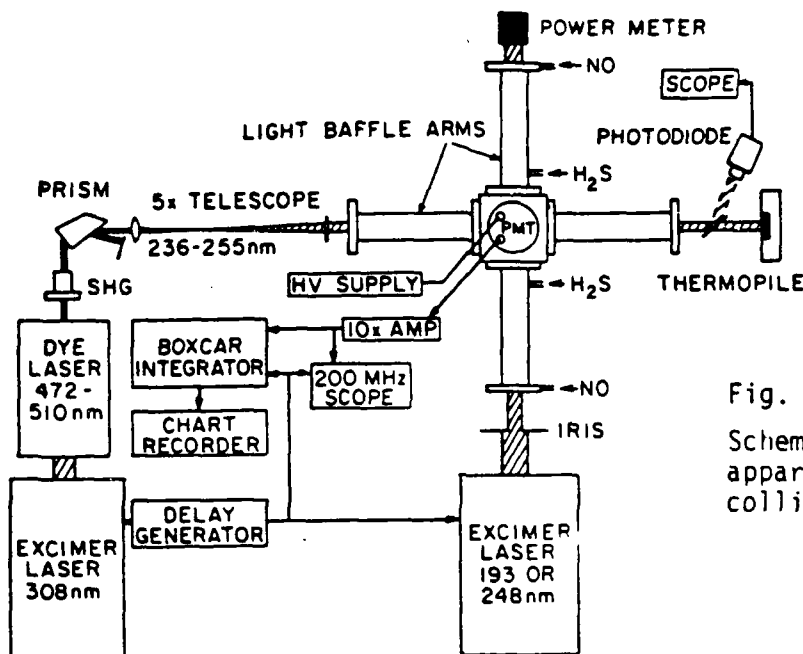 POWER METER
NO
SCOPE
PHOTODIODE
LIGHT BAFFLE ARMS
H2S
PRISM
5x TELESCOPE
PMT
236-255nm
HV SUPPLY
H2S
THERMOPILE
SHG
10x AMP
DYE
LASER
472-
510nm
BOXCAR
INTEGRATOR
200 MHz
SCOPE
NO
CHART
RECORDER
IRIS
Fig.
Schem
appar
colli
EXCIMER
LASER
308nm
DELAY
GENERATOR
EXCIMER
LASER
193 OR
248nm